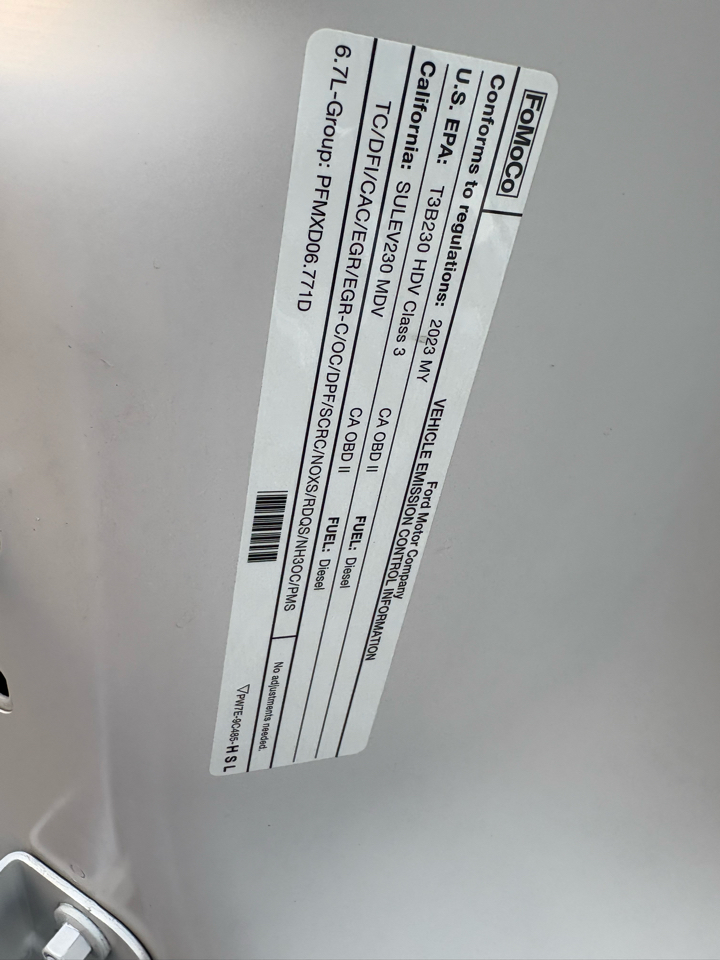 FoMoCo
Ford Motor Company
VEHICLE EMISSION CONTROL INFORMATION
Conforms to regulations: 2023 MY
U.S. EPA: T3B230 HDV Class 3 CA OBD II FUEL: Diesel
California: SULEV230 MDV CA OBD II FUEL: Diesel
TC/DFI/CAC/EGR/EGR-C/OC/DPF/SCRC/NOXS/RDQS/NH3OC/PMS No adjustments needed.
6.7L-Group: PFMXD06.771D
PW7E-9C485-HSL